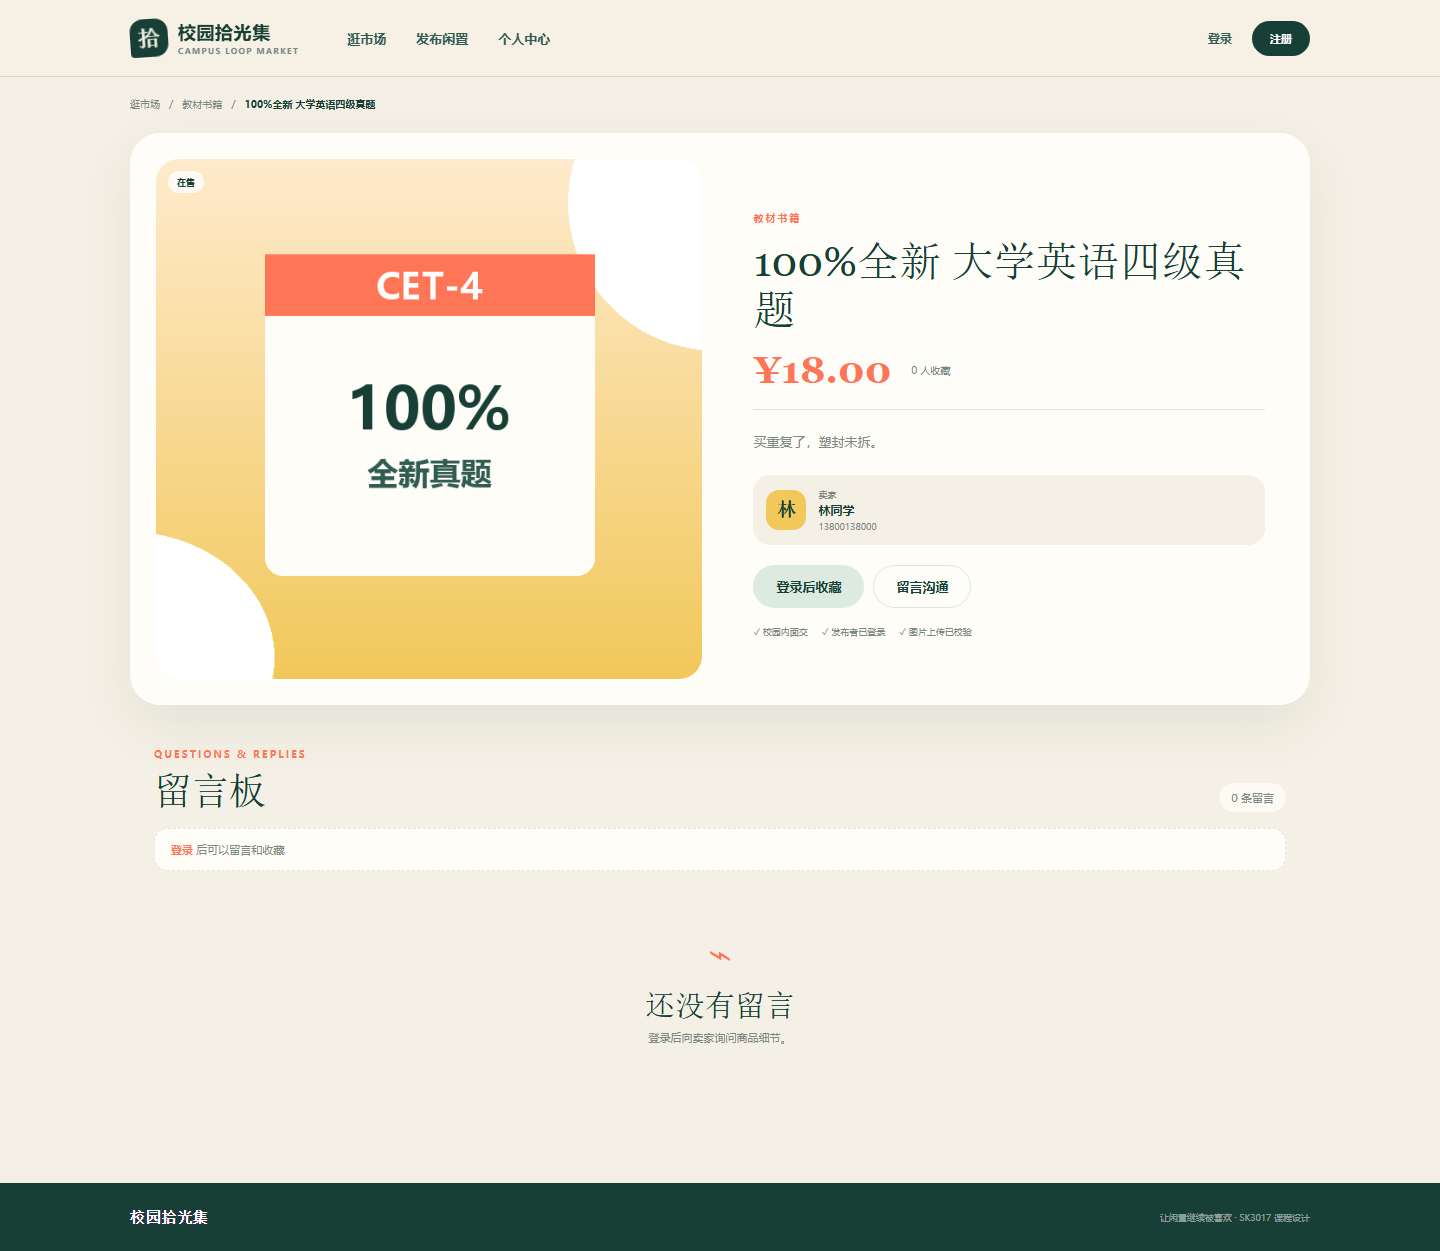 拾
校园拾光集
CAMPUS LOOP MARKET
逛市场
发布闲置
个人中心
登录
注册
逛市场 / 教材书籍 / 100%全新 大学英语四级真题
在售
CET-4
100%
全新真题
教材书籍
100%全新 大学英语四级真
题
¥18.00
0 人收藏
买重复了，塑封未拆。
林
卖家
林同学
13800138000
登录后收藏
留言沟通
✓ 校园内面交
✓ 发布者已登录
✓ 图片上传已校验
QUESTIONS & REPLIES
留言板
0 条留言
登录 后可以留言和收藏
还没有留言
登录后向卖家询问商品细节。
校园拾光集
让闲置继续被喜欢 · SK3017 课程设计